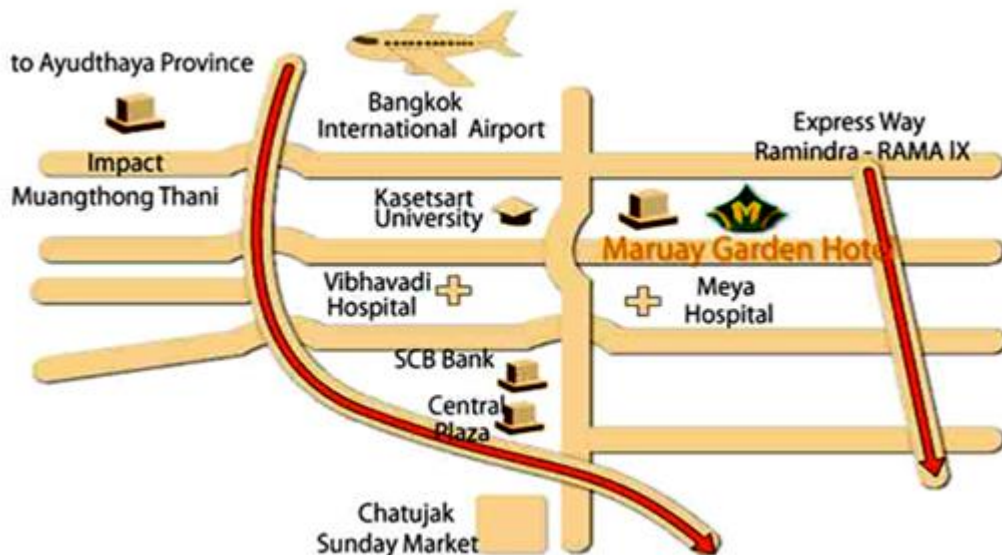 to Ayudthaya Province
Bangkok
International Airport
Express Way
Ramindra - RAMA IX
Impact
Muangthong Thani
Kasetsart
University
M
Maruay Garden Hotel
Vibhavadi
Hospital
Meya
Hospital
SCB Bank
Central
Plaza
Chatujak
Sunday Market